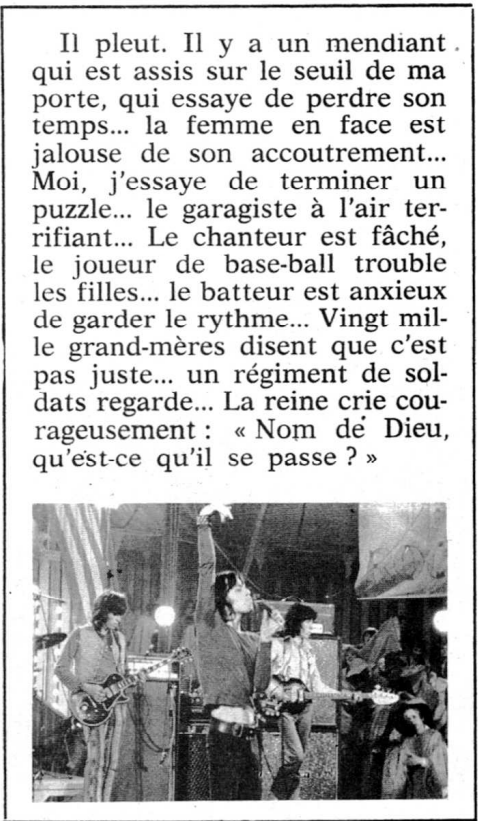 Il pleut. Il y a un mendiant
qui est assis sur le seuil de ma
porte, qui essaye de perdre son
temps... la femme en face est
jalouse de son accoutrement...
Moi, j'essaye de terminer un
puzzle... le garagiste à l'air ter-
rifiant... Le chanteur est fâché,
le joueur de base-ball trouble
les filles... le batteur est anxieux
de garder le rythme... Vingt mil-
le grand-mères disent que c'est
pas juste... un régiment de sol-
dats regarde... La reine crie cou-
rageusement : « Nom de Dieu,
qu'est-ce qu'il se passe ? »